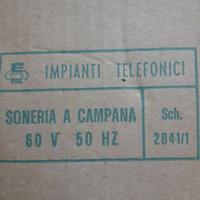 IMPIANTI TELEFONICI
SONERIA A CAMPANA
60 V 50 HZ
Sch.
2841/1